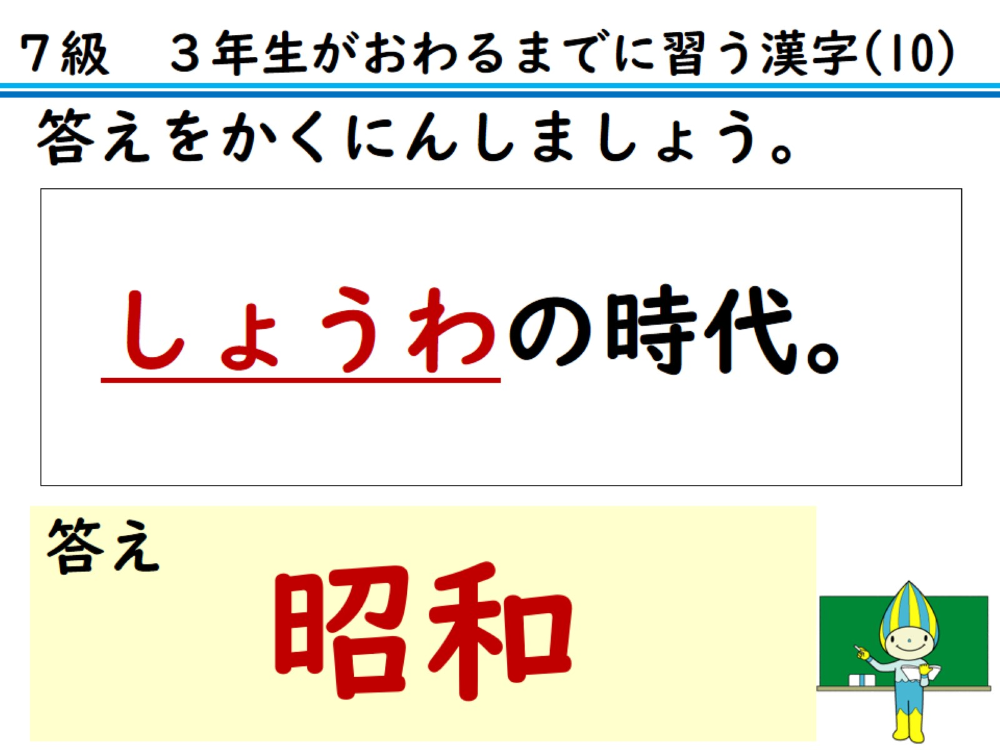 ７級　３年生がおわるまでに習う漢字(10)
答えをかくにんしましょう。
しょうわの時代。
答え
昭和